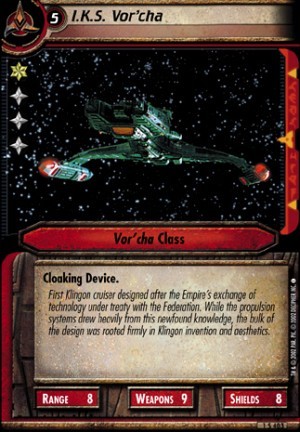 5 I.K.S. Vor'cha
Vor'cha Class
Cloaking Device.
First Klingon cruiser designed after the Empire's exchange of
technology under treaty with the Federation. While the propulsion
systems drew heavily from this newfound knowledge, the bulk of
the design was rooted firmly in Klingon invention and aesthetics.
RANGE 8 WEAPONS 9 SHIELDS 8